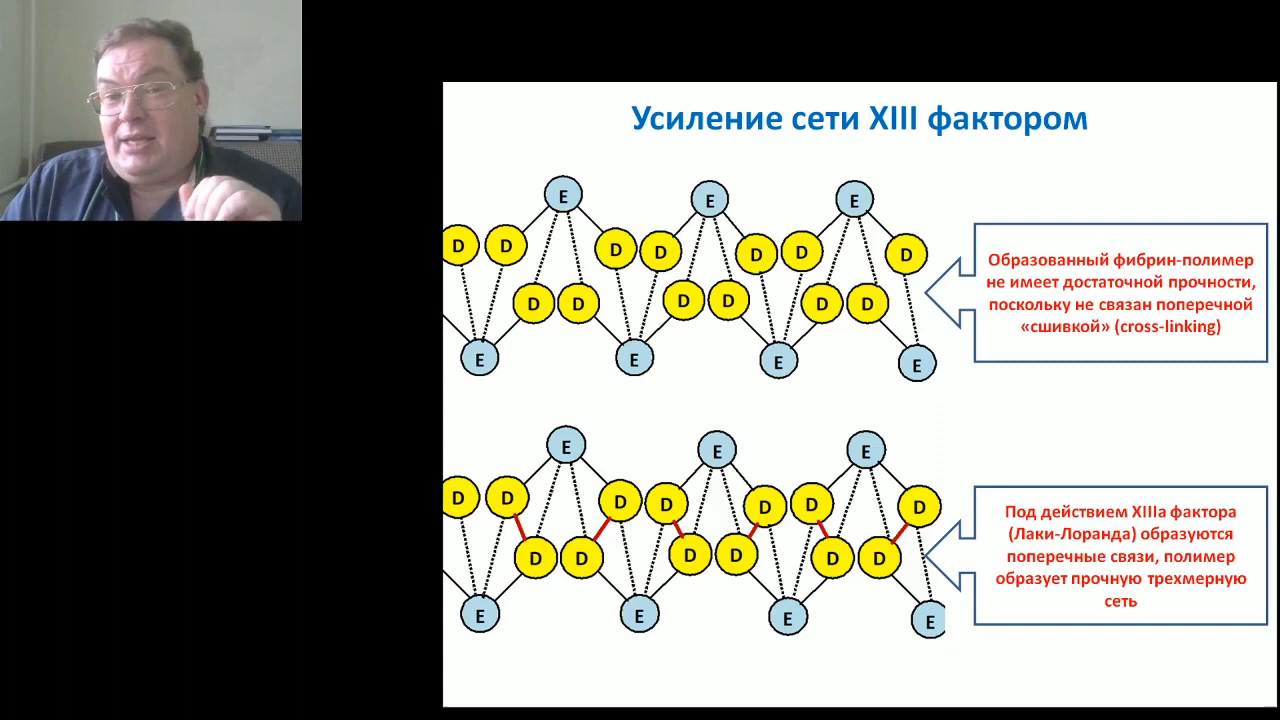 Усиление сети XIII фактором
E E E
D D D D D D D
D D D D D D
E E E E
Образованный фибрин-полимер
не имеет достаточной прочности,
поскольку не связан поперечной
«сшивкой» (cross-linking)
E E E
D D D D D D D
D D D D D D
E E E E
Под действием XIIIа фактора
(Лаки-Лоранда) образуются
поперечные связи, полимер
образует прочную трехмерную
сеть